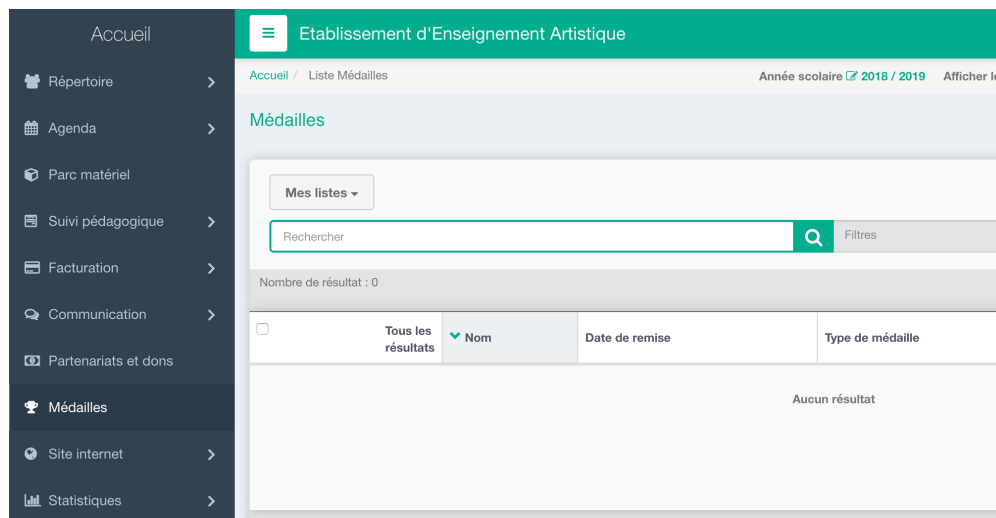 Accueil
Répertoire
Agenda
Parc matériel
Suivi pédagogique
Facturation
Communication
Partenariats et dons
Médailles
Site internet
Statistiques
Etablissement d'Enseignement Artistique
Accueil / Liste Médailles
Année scolaire 2018 / 2019 Afficher
Médailles
Mes listes
Rechercher
Filtres
Nombre de résultat : 0
Tous les
résultats
Nom
Date de remise
Type de médaille
Aucun résultat